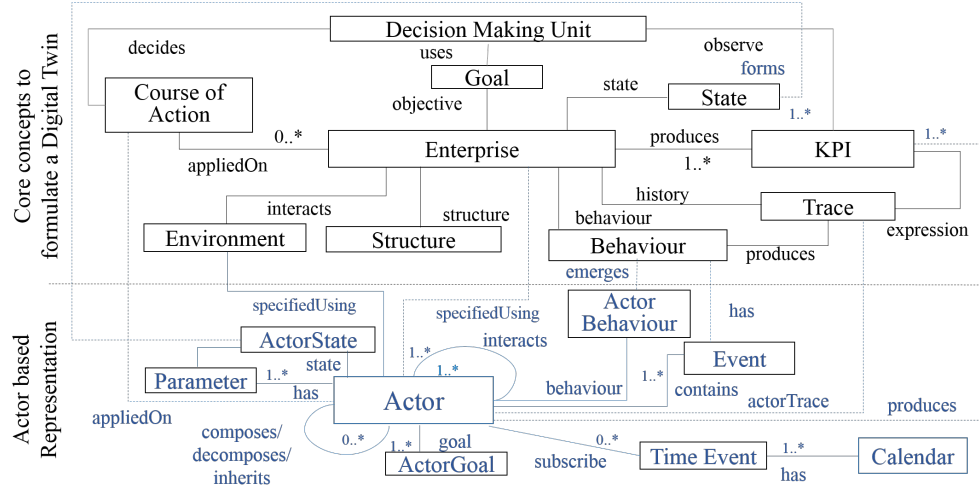 Core concepts to
formulate a Digital Twin
Decision Making Unit
decides
uses
observe
forms
Goal
state
State
Course of
Action
objective
1..*
0..*
appliedOn
Enterprise
produces
1..*
KPI
1..*
interacts
structure
history
behaviour
Trace
expression
Environment
Structure
Behaviour
produces
emerges
Actor based
Representation
specifiedUsing
specifiedUsing
Actor
Behaviour
has
ActorState
interacts
state
1..*
Event
Parameter
1..*
has
1..*
behaviour
1..*
contains
Actor
actorTrace
produces
appliedOn
composes/
decomposes/
inherits
0..*
1..*
goal
ActorGoal
subscribe
0..*
Time Event
1..*
has
Calendar